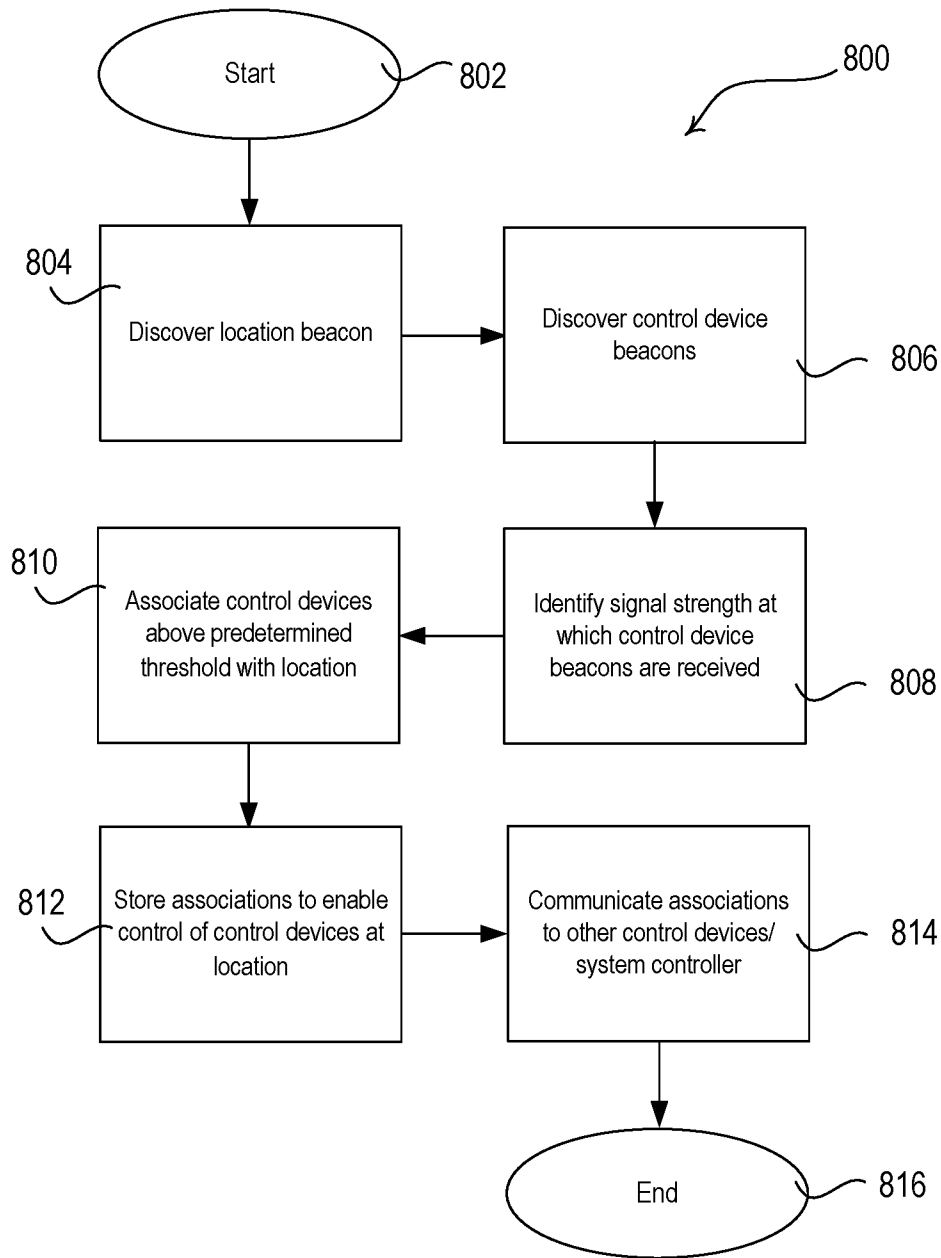 Start
802
800
804
Discover location beacon
Discover control device
beacons
806
810
Associate control devices
above predetermined
threshold with location
Identify signal strength at
which control device
beacons are received
808
812
Store associations to enable
control of control devices at
location
Communicate associations
to other control devices/
system controller
814
End
816